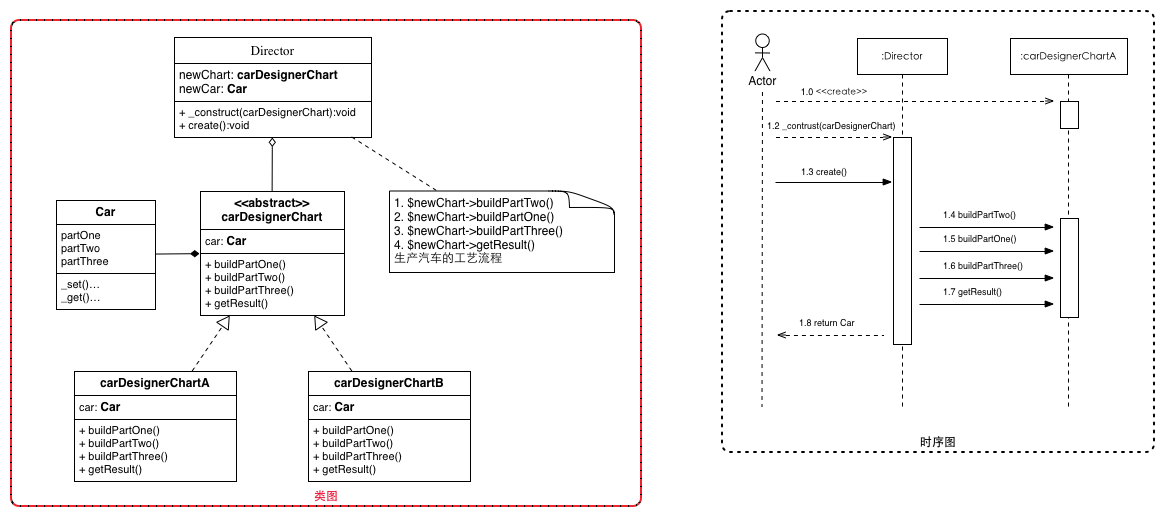 Director
newChart: carDesignerChart
newCar: Car
+ _construct(carDesignerChart):void
+ create():void
<<abstract>>
carDesignerChart
car: Car
+ buildPartOne()
+ buildPartTwo()
+ buildPartThree()
+ getResult()
Car
partOne
partTwo
partThree
_set()...
_get()...
1. $newChart->buildPartTwo()
2. $newChart->buildPartOne()
3. $newChart->buildPartThree()
4. $newChart->getResult()
生产汽车的工艺流程
carDesignerChartA
car: Car
+ buildPartOne()
+ buildPartTwo()
+ buildPartThree()
+ getResult()
carDesignerChartB
car: Car
+ buildPartOne()
+ buildPartTwo()
+ buildPartThree()
+ getResult()
类图
Actor
:Director
:carDesignerChartA
1.0 <<create>>
1.2 _contrust(carDesignerChart)
1.3 create()
1.4 buildPartTwo()
1.5 buildPartOne()
1.6 buildPartThree()
1.7 getResult()
1.8 return Car
时序图